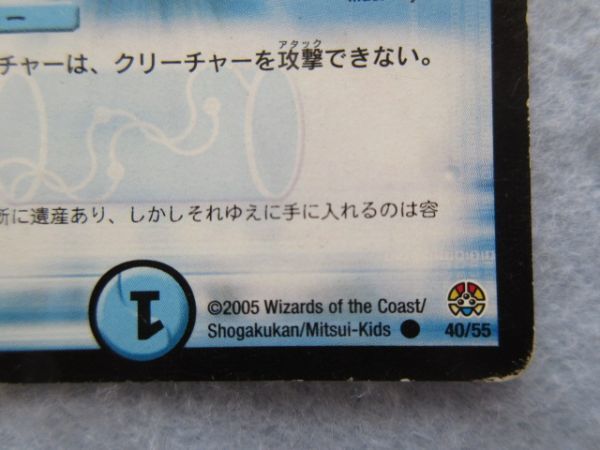 ー
チャーは、クリーチャーを攻撃できない。
アタック
所に遺産あり、しかしそれゆえに手に入れるのは容
1
©2005 Wizards of the Coast/
Shogakukan/Mitsui-Kids
40/55